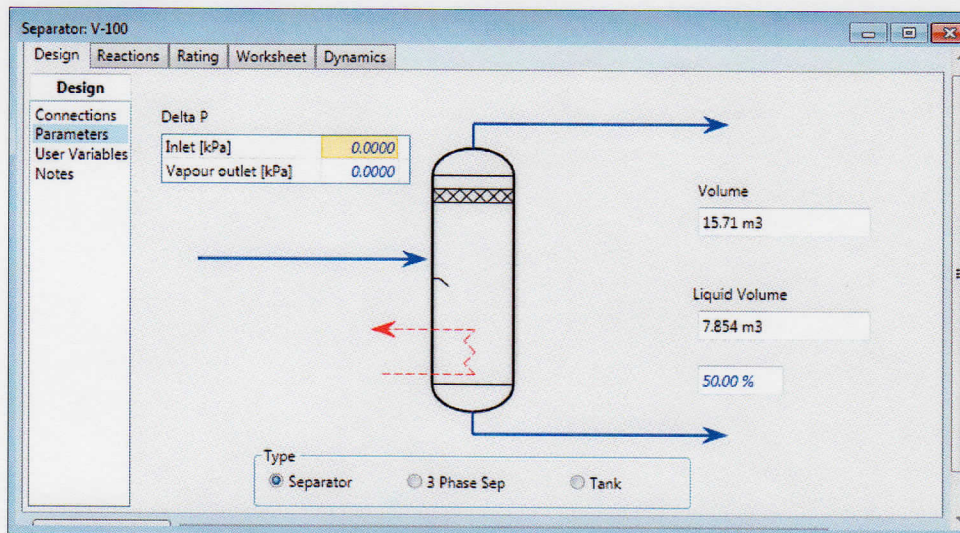 Separator: V-100
Design Reactions Rating Worksheet Dynamics
Design
Connections
Parameters
User Variables
Notes
Delta P
Inlet [kPa] 0.0000
Vapour outlet [kPa] 0.0000
Volume
15.71 m3
Liquid Volume
7.854 m3
50.00 %
Type
Separator 3 Phase Sep Tank